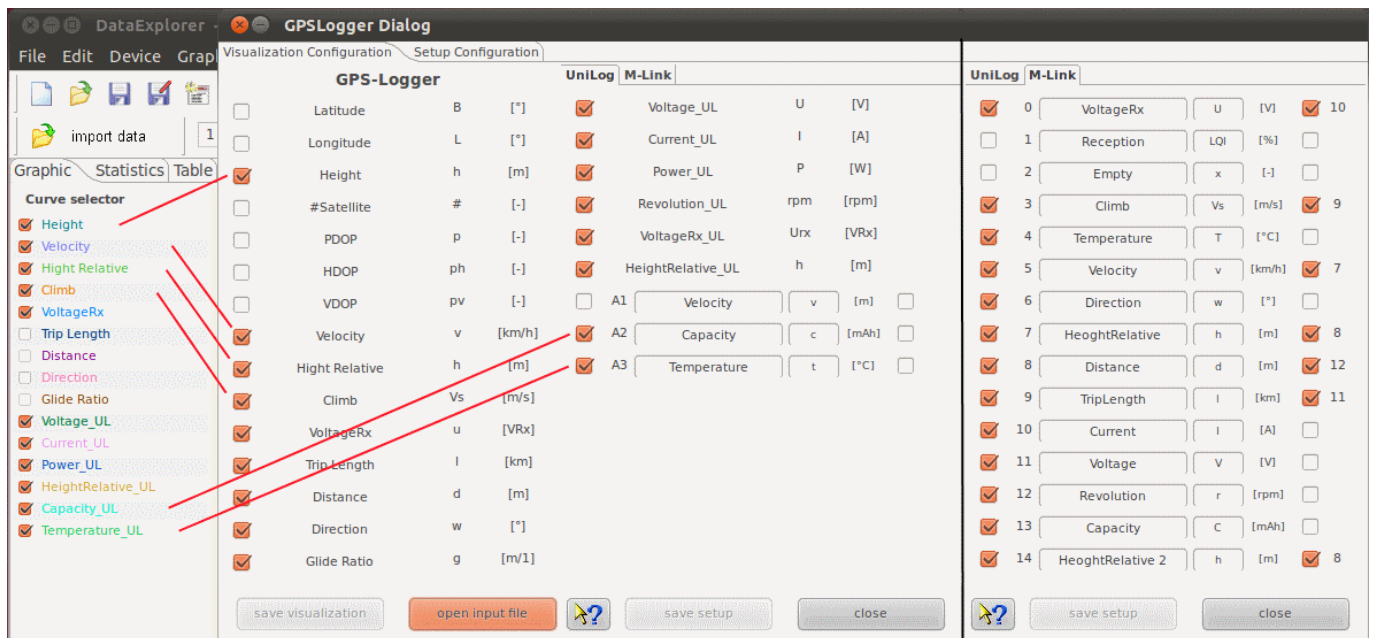 DataExplorer -
GPSLogger Dialog
File Edit Device Grap
import data
1
Graphic Statistics Table
Curve selector
Height
Velocity
Hight Relative
Climb
VoltageRx
Trip Length
Distance
Direction
Glide Ratio
Voltage_UL
Current_UL
Power_UL
HeightRelative_UL
Capacity_UL
Temperature_UL
Visualization Configuration Setup Configuration
GPS-Logger
Latitude B [°]
Longitude L [°]
Height h [m]
#Satellite # [-]
PDOP p [-]
HDOP ph [-]
VDOP pv [-]
Velocity v [km/h]
Hight Relative h [m]
Climb Vs [m/s]
VoltageRx u [VRx]
Trip Length l [km]
Distance d [m]
Direction w [°]
Glide Ratio g [m/1]
save visualization open input file
UniLog M-Link
Voltage_UL U [V]
Current_UL I [A]
Power_UL P [W]
Revolution_UL rpm [rpm]
VoltageRx_UL Urx [VRx]
HeightRelative_UL h [m]
A1 Velocity v [m]
A2 Capacity c [mAh]
A3 Temperature t [°C]
? save setup close
UniLog M-Link
0 VoltageRx U [V] 10
1 Reception LQI [%]
2 Empty x [-]
3 Climb Vs [m/s] 9
4 Temperature T [°C]
5 Velocity v [km/h] 7
6 Direction w [°]
7 HeoghtRelative h [m] 8
8 Distance d [m] 12
9 TripLength l [km] 11
10 Current I [A]
11 Voltage V [V]
12 Revolution r [rpm]
13 Capacity C [mAh]
14 HeoghtRelative 2 h [m] 8
? save setup close